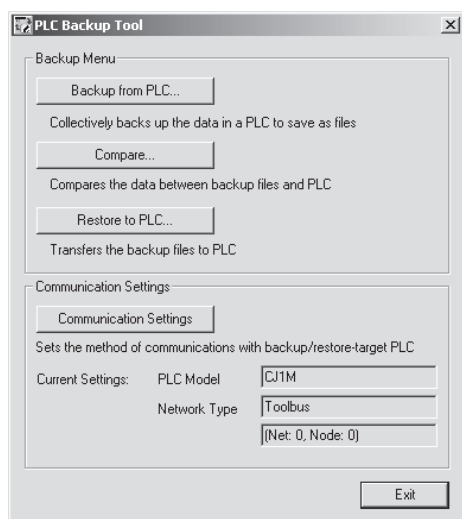 PLC Backup Tool
Backup Menu
Backup from PLC...
Collectively backs up the data in a PLC to save as files
Compare...
Compares the data between backup files and PLC
Restore to PLC...
Transfers the backup files to PLC
Communication Settings
Communication Settings
Sets the method of communications with backup/restore-target PLC
Current Settings: PLC Model CJ1M
Network Type Toolbus
(Net: 0, Node: 0)
Exit